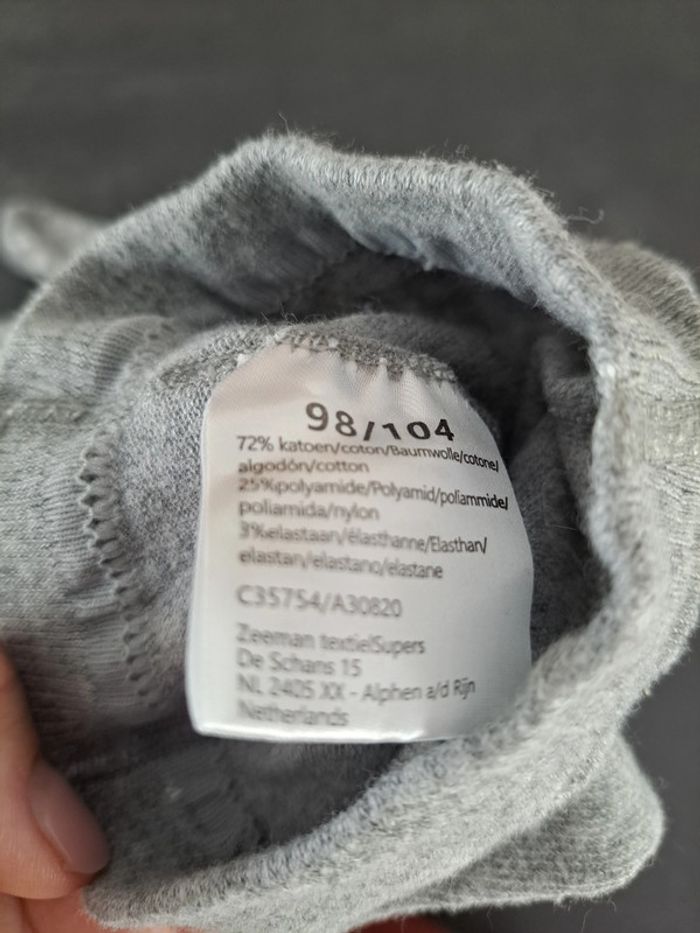 98/104
72% katoen/coton/Baumwolle/cotone/
algodón/cotton
25%polyamide/Polyamid/poliammide/
poliamida/nylon
3%elastaan/élasthanne/Elasthan/
elastan/elastano/elastane
C35754/A30820
Zeeman textielSupers
De Schans 15
NL 2405 XX - Alphen a/d Rijn
Netherlands